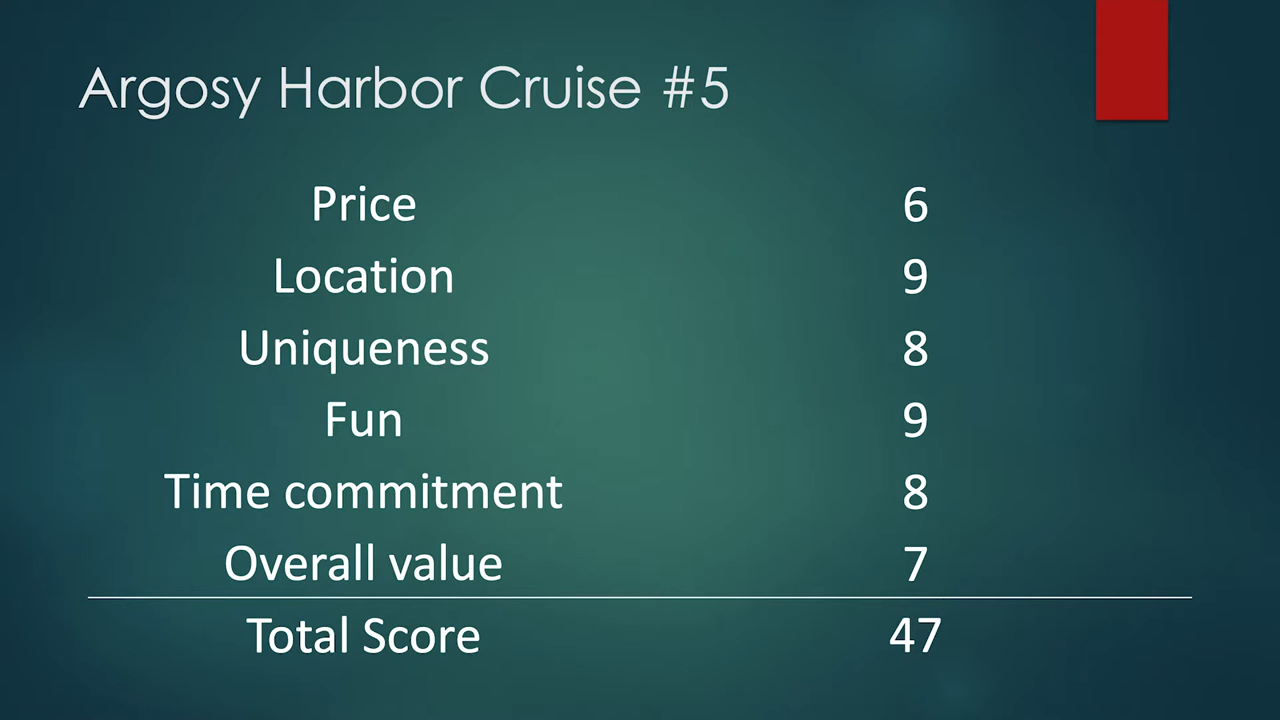 Argosy Harbor Cruise #5
Price 6
Location 9
Uniqueness 8
Fun 9
Time commitment 8
Overall value 7
Total Score 47